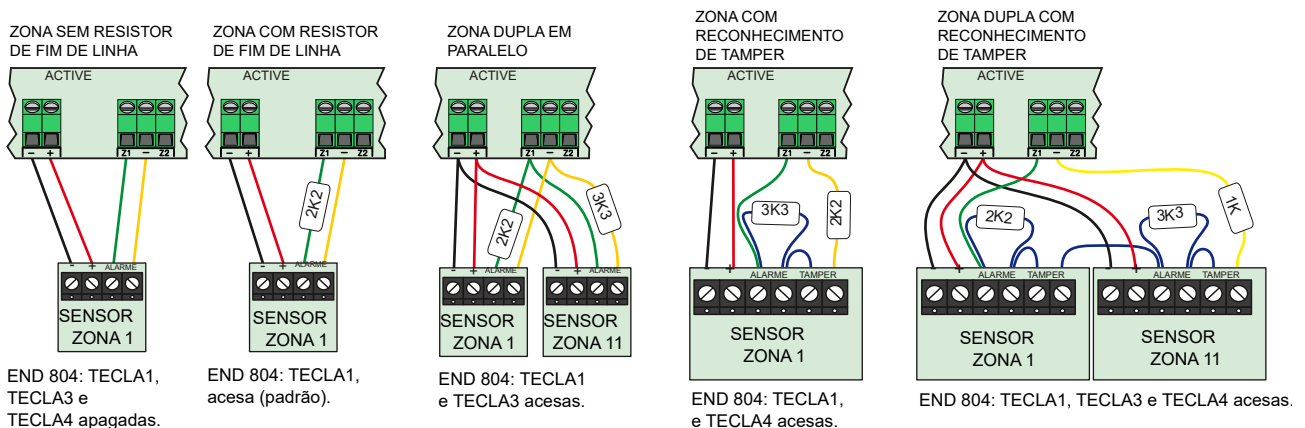 ZONA SEM RESISTOR
DE FIM DE LINHA
ACTIVE
Z1 – Z2
– +
- + ALARME
SENSOR
ZONA 1
END 804: TECLA1,
TECLA3 e
TECLA4 apagadas.
ZONA COM RESISTOR
DE FIM DE LINHA
ACTIVE
– + Z1 – Z2
2K2
- + ALARME
SENSOR
ZONA 1
END 804: TECLA1,
acesa (padrão).
ZONA DUPLA EM
PARALELO
ACTIVE
– + Z1 – Z2
2K2
3K3
- + ALARME
- + ALARME
SENSOR
ZONA 1
SENSOR
ZONA 11
END 804: TECLA1
e TECLA3 acesas.
ZONA COM
RECONHECIMENTO
DE TAMPER
ACTIVE
– + Z1 – Z2
3K3
2K2
- + ALARME TAMPER
SENSOR
ZONA 1
END 804: TECLA1,
e TECLA4 acesas.
ZONA DUPLA COM
RECONHECIMENTO
DE TAMPER
ACTIVE
– + Z1 – Z2
2K2
3K3
1K
- + ALARME TAMPER
- + ALARME TAMPER
SENSOR
ZONA 1
SENSOR
ZONA 11
END 804: TECLA1, TECLA3 e TECLA4 acesas.